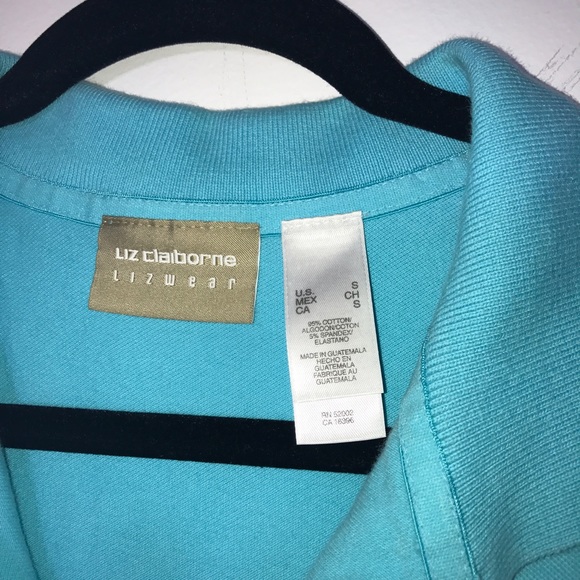 LIZ claiborne
LIZWEAR
U.S. S
MEX CH
CA S
95% COTTON/
ALGODON/COTON
5% SPANDEX/
ELASTANO
MADE IN GUATEMALA
HECHO EN
GUATEMALA
FABRIQUE AU
GUATEMALA
RN 52002
CA 16396